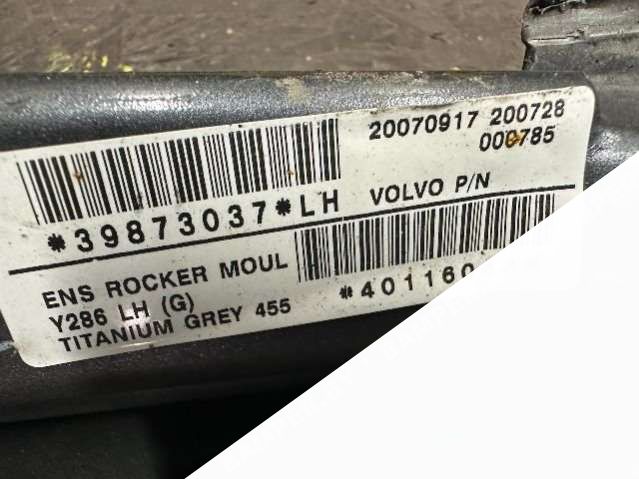 20070917 200728
000785
*39873037*LH
VOLVO P/N
ENS ROCKER MOUL
Y286 LH (G)
TITANIUM GREY 455